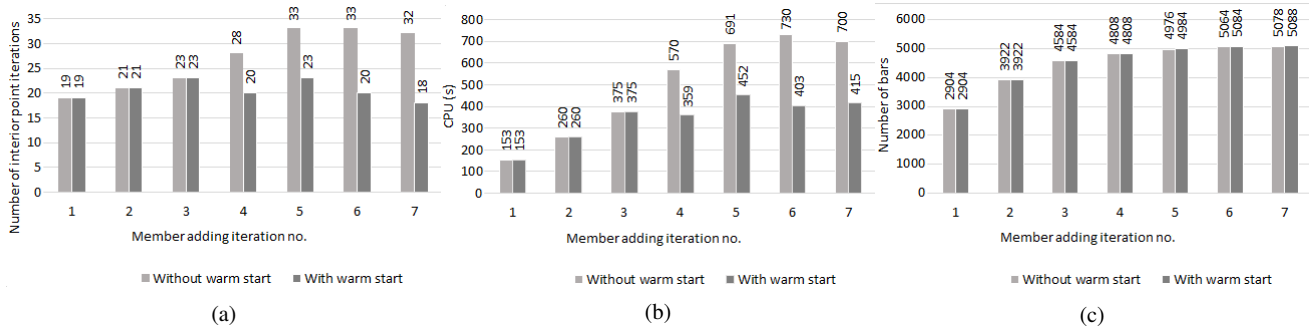 Number of interior point iterations
35
30
25
20
15
10
5
0
19 19 21 21 23 23 28 20 33 23 33 20 32 18
1 2 3 4 5 6 7
Member adding iteration no.
Without warm start With warm start
(a)
CPU (s)
800
700
600
500
400
300
200
100
0
153 153 260 260 375 375 570 359 691 452 730 403 700 415
1 2 3 4 5 6 7
Member adding iteration no.
Without warm start With warm start
(b)
Number of bars
6000
5000
4000
3000
2000
1000
0
2904 2904 3922 3922 4584 4584 4808 4808 4976 4984 5064 5084 5078 5088
1 2 3 4 5 6 7
Member adding iteration no.
Without warm start With warm start
(c)